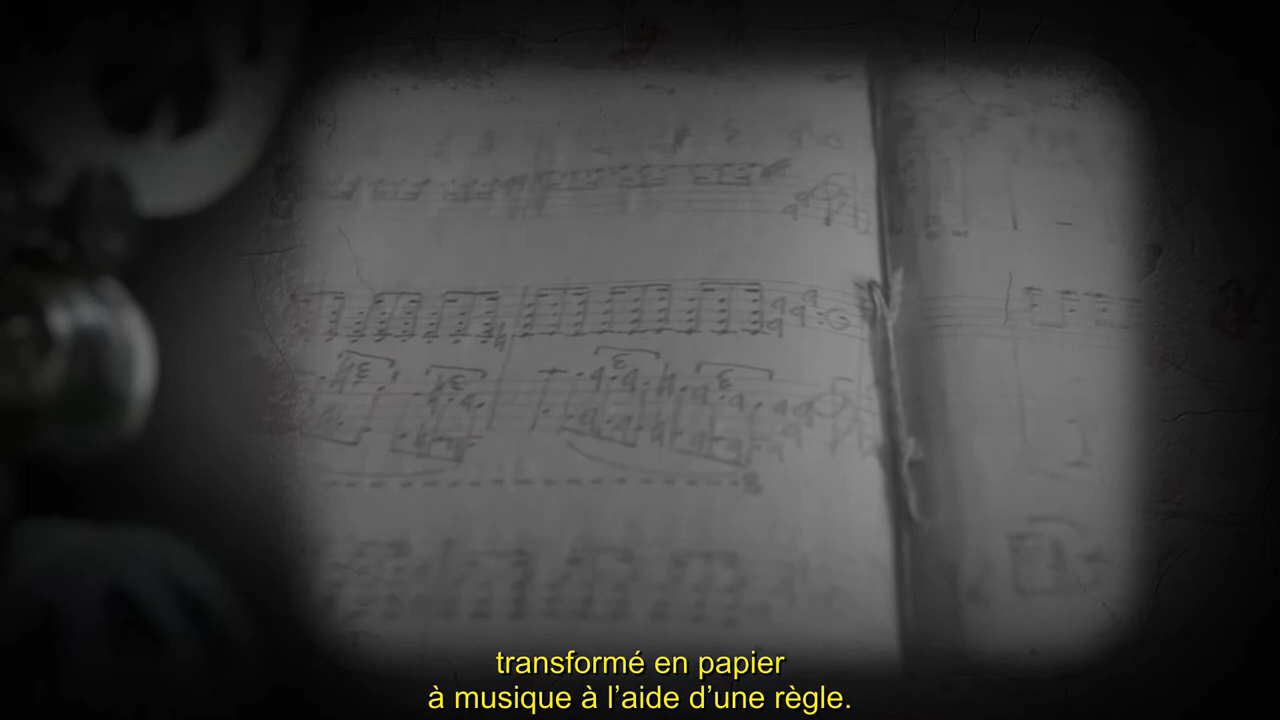 transformé en papier
à musique à l’aide d’une règle.